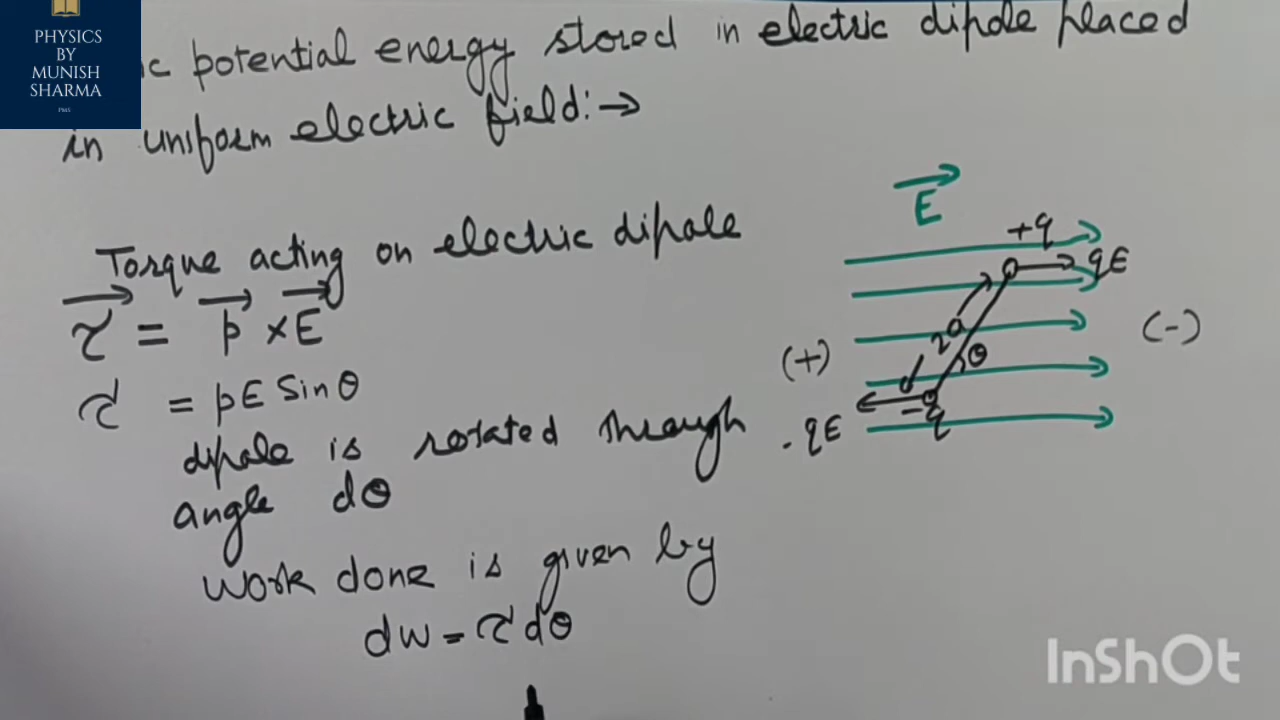 PHYSICS
BY
MUNISH
SHARMA
PMS
potential energy stored in electric dipole placed
in uniform electric field:→
Torque acting on electric dipole
τ⃗ = p⃗ × E⃗
τ = pE Sinθ
dipole is rotated through
angle dθ
Work done is given by
dw = τ dθ
E⃗
+q
qE
(-)
(+)
2a
θ
-q
-qE
InShOt